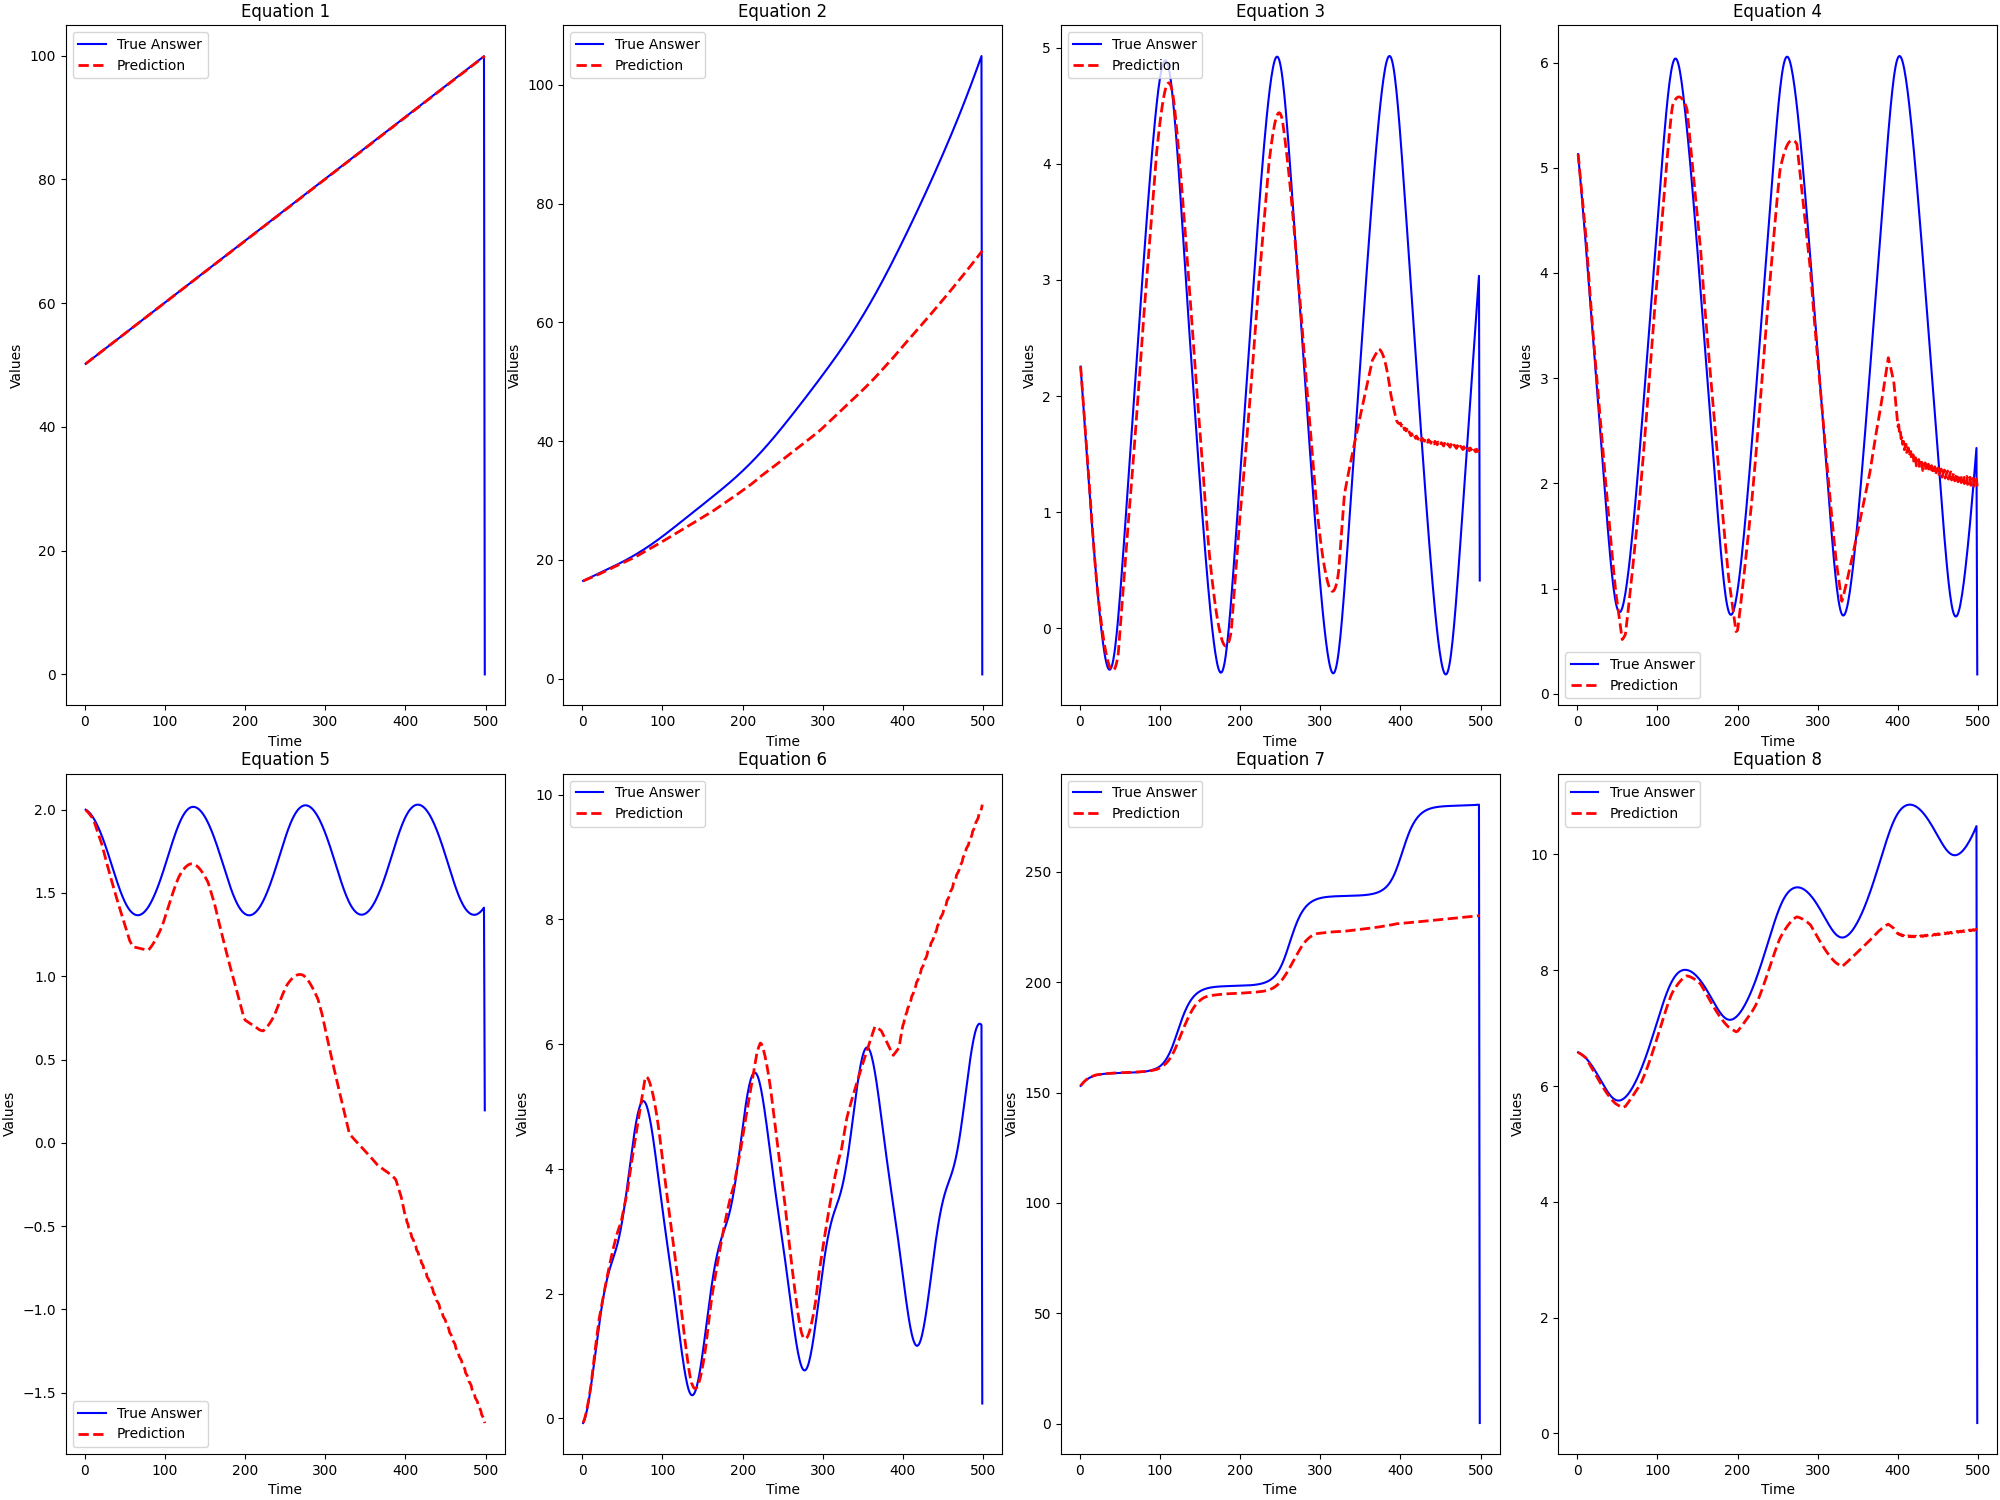 Equation 1
True Answer
Prediction
100
80
60
40
20
0
Values
0 100 200 300 400 500
Time
Equation 2
True Answer
Prediction
100
80
60
40
20
0
Values
0 100 200 300 400 500
Time
Equation 3
True Answer
Prediction
5
4
3
2
1
0
Values
0 100 200 300 400 500
Time
Equation 4
6
5
4
3
2
1
0
Values
True Answer
Prediction
0 100 200 300 400 500
Time
Equation 5
2.0
1.5
1.0
0.5
0.0
−0.5
−1.0
−1.5
Values
True Answer
Prediction
0 100 200 300 400 500
Time
Equation 6
True Answer
Prediction
10
8
6
4
2
0
Values
0 100 200 300 400 500
Time
Equation 7
True Answer
Prediction
250
200
150
100
50
0
Values
0 100 200 300 400 500
Time
Equation 8
True Answer
Prediction
10
8
6
4
2
0
Values
0 100 200 300 400 500
Time